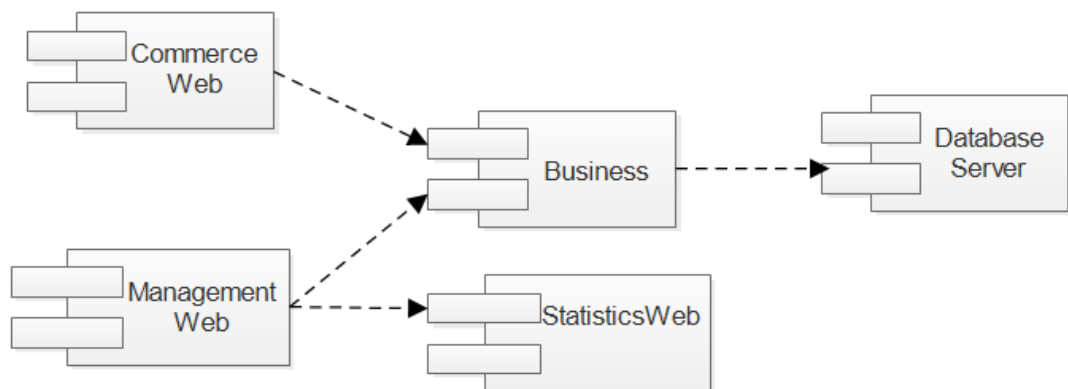 Commerce
Web
Business
Database
Server
Management
Web
StatisticsWeb